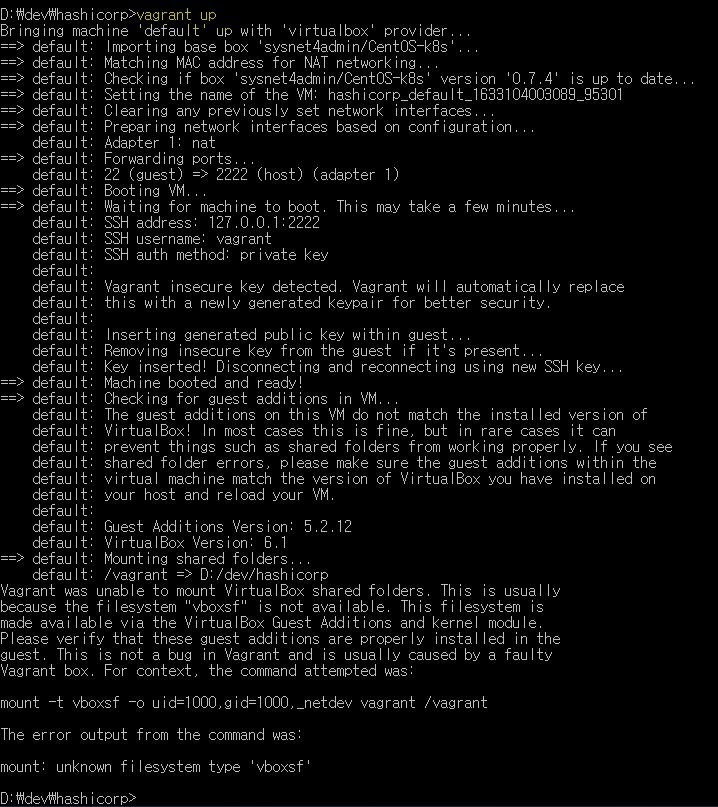 D:\dev\hashicorp>vagrant up
Bringing machine 'default' up with 'virtualbox' provider...
==> default: Importing base box 'sysnet4admin/CentOS-k8s'...
==> default: Matching MAC address for NAT networking...
==> default: Checking if box 'sysnet4admin/CentOS-k8s' version '0.7.4' is up to date...
==> default: Setting the name of the VM: hashicorp_default_1633104003089_95301
==> default: Clearing any previously set network interfaces...
==> default: Preparing network interfaces based on configuration...
    default: Adapter 1: nat
==> default: Forwarding ports...
    default: 22 (guest) => 2222 (host) (adapter 1)
==> default: Booting VM...
==> default: Waiting for machine to boot. This may take a few minutes...
    default: SSH address: 127.0.0.1:2222
    default: SSH username: vagrant
    default: SSH auth method: private key
    default:
    default: Vagrant insecure key detected. Vagrant will automatically replace
    default: this with a newly generated keypair for better security.
    default:
    default: Inserting generated public key within guest...
    default: Removing insecure key from the guest if it's present...
    default: Key inserted! Disconnecting and reconnecting using new SSH key...
==> default: Machine booted and ready!
==> default: Checking for guest additions in VM...
    default: The guest additions on this VM do not match the installed version of
    default: VirtualBox! In most cases this is fine, but in rare cases it can
    default: prevent things such as shared folders from working properly. If you see
    default: shared folder errors, please make sure the guest additions within the
    default: virtual machine match the version of VirtualBox you have installed on
    default: your host and reload your VM.
    default:
    default: Guest Additions Version: 5.2.12
    default: VirtualBox Version: 6.1
==> default: Mounting shared folders...
    default: /vagrant => D:/dev/hashicorp
Vagrant was unable to mount VirtualBox shared folders. This is usually
because the filesystem "vboxsf" is not available. This filesystem is
made available via the VirtualBox Guest Additions and kernel module.
Please verify that these guest additions are properly installed in the
guest. This is not a bug in Vagrant and is usually caused by a faulty
Vagrant box. For context, the command attempted was:
mount -t vboxsf -o uid=1000,gid=1000,_netdev vagrant /vagrant
The error output from the command was:
mount: unknown filesystem type 'vboxsf'
D:\dev\hashicorp>